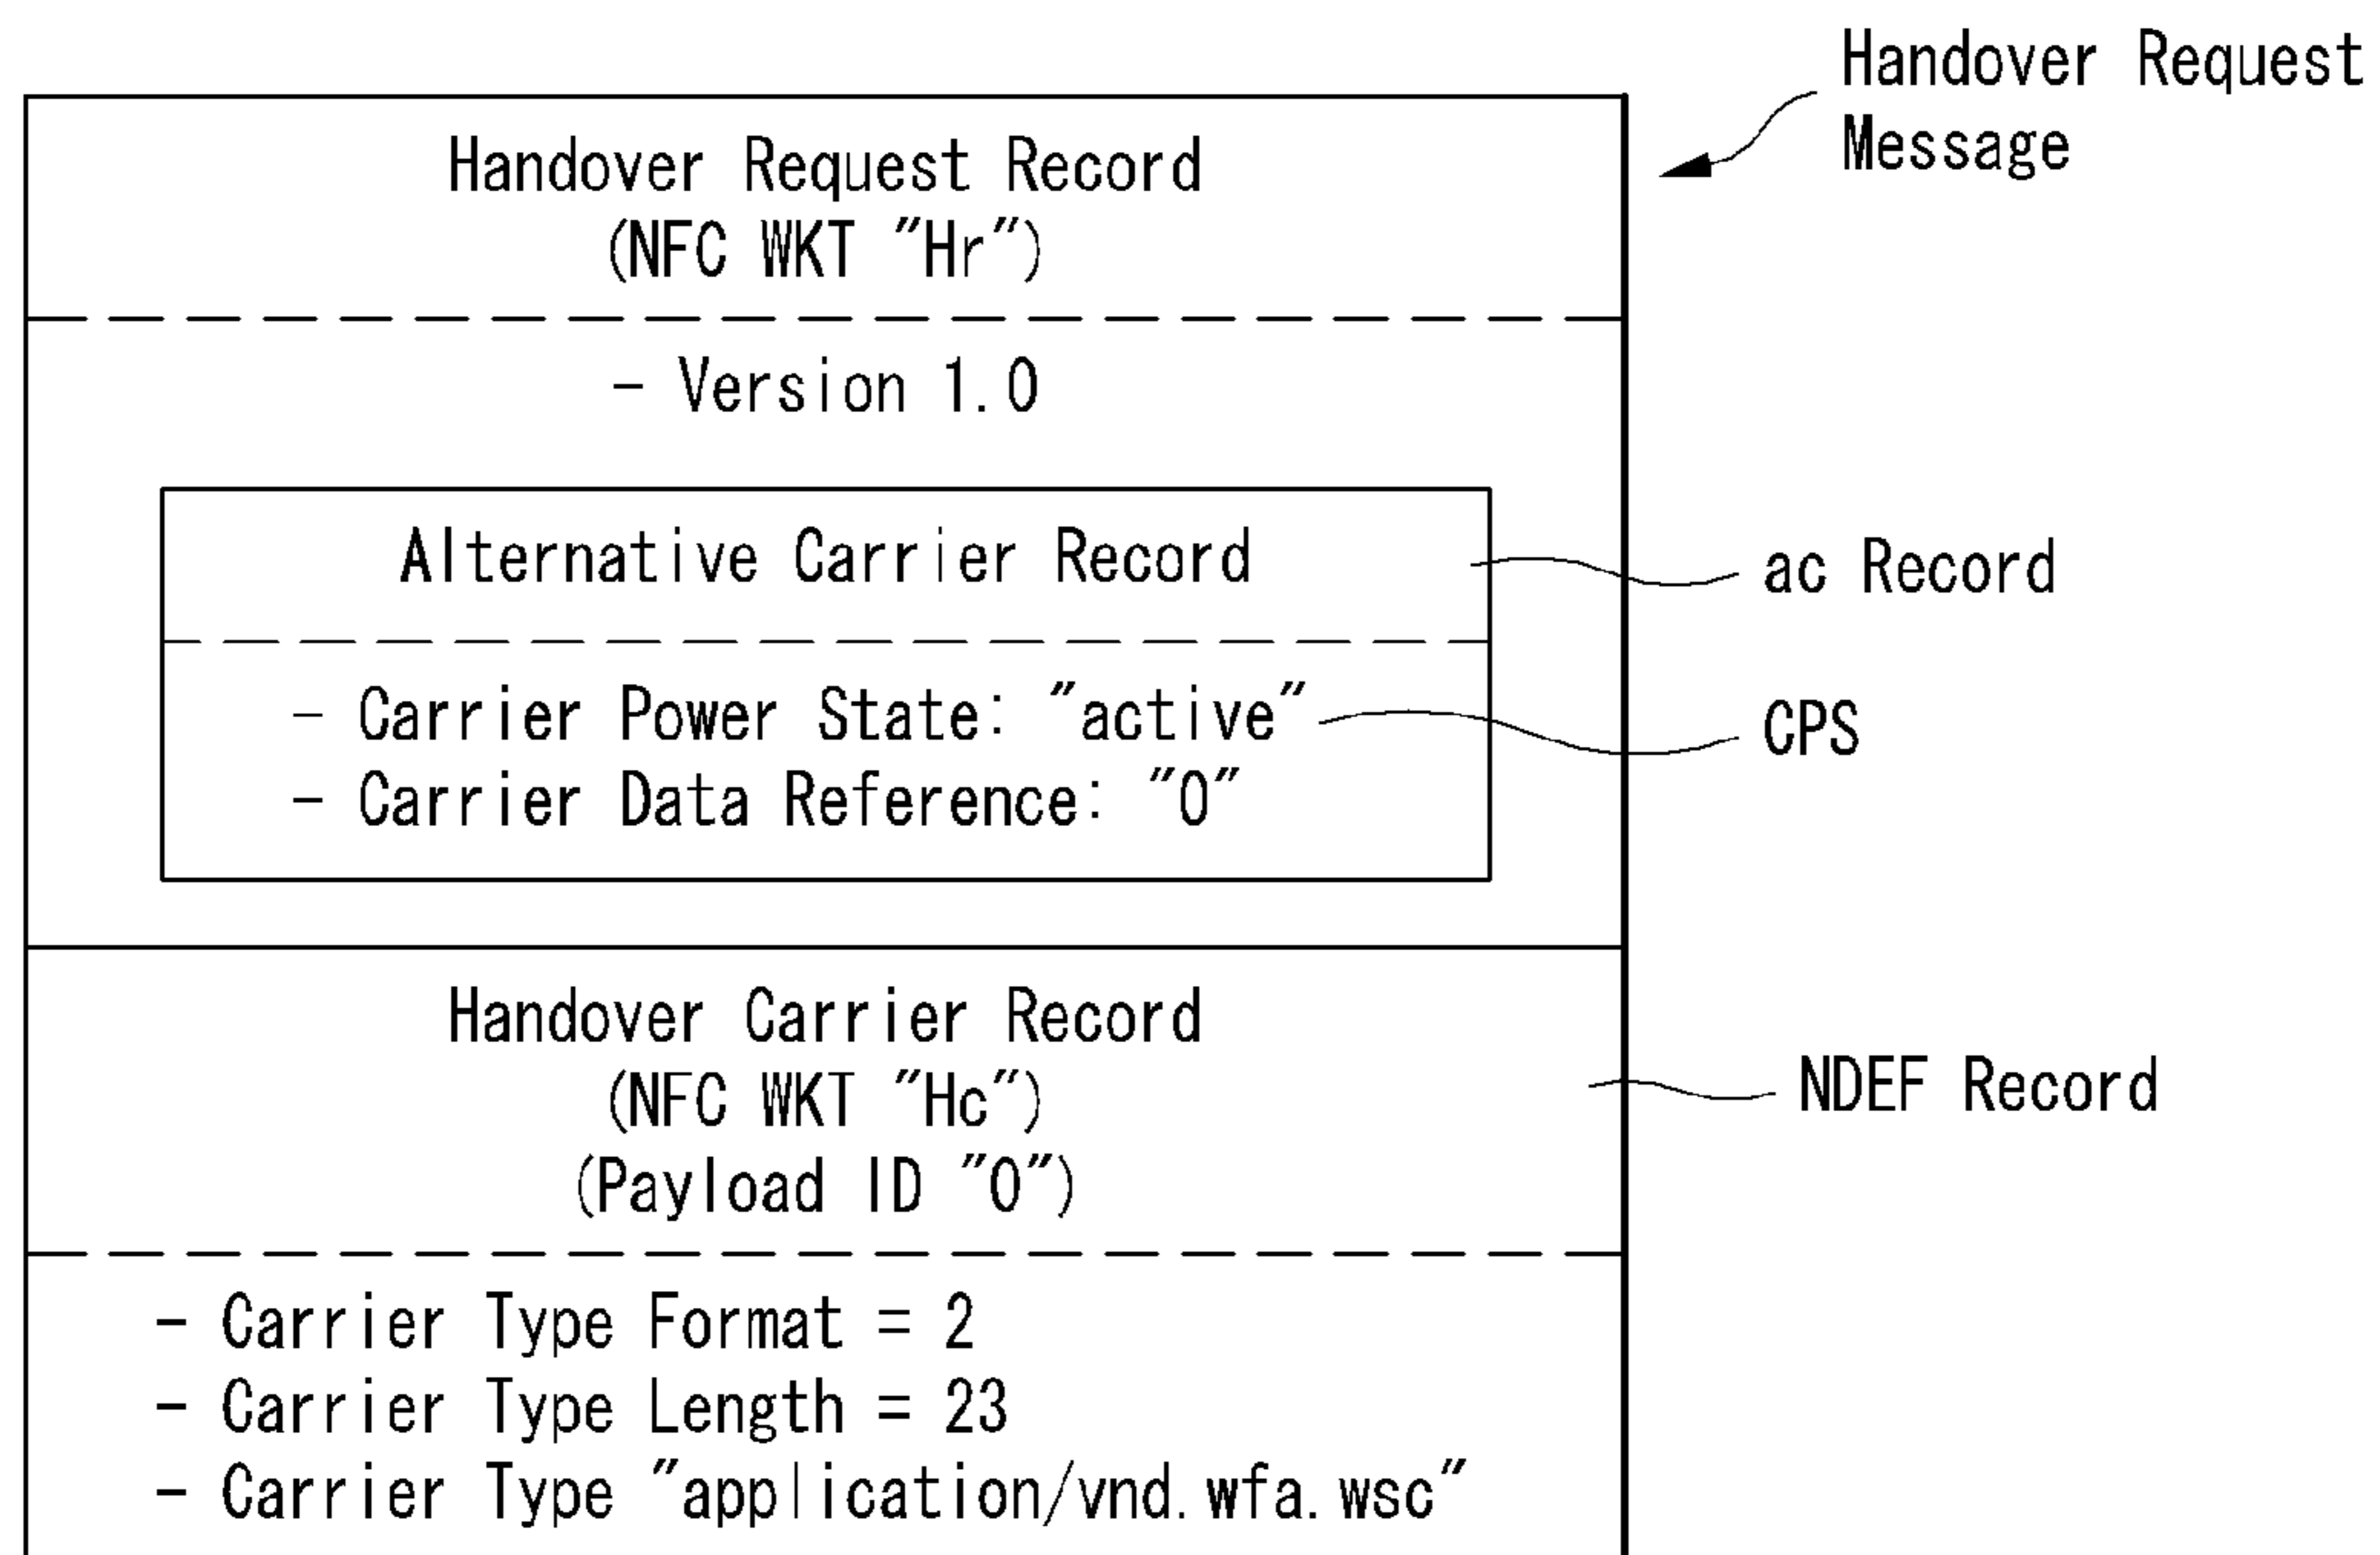 Handover Request
Message
Handover Request Record
(NFC WKT "Hr")
- Version 1.0
Alternative Carrier Record
ac Record
- Carrier Power State: "active"
CPS
- Carrier Data Reference: "0"
Handover Carrier Record
(NFC WKT "Hc")
NDEF Record
(Payload ID "0")
- Carrier Type Format = 2
- Carrier Type Length = 23
- Carrier Type "application/vnd.wfa.wsc"